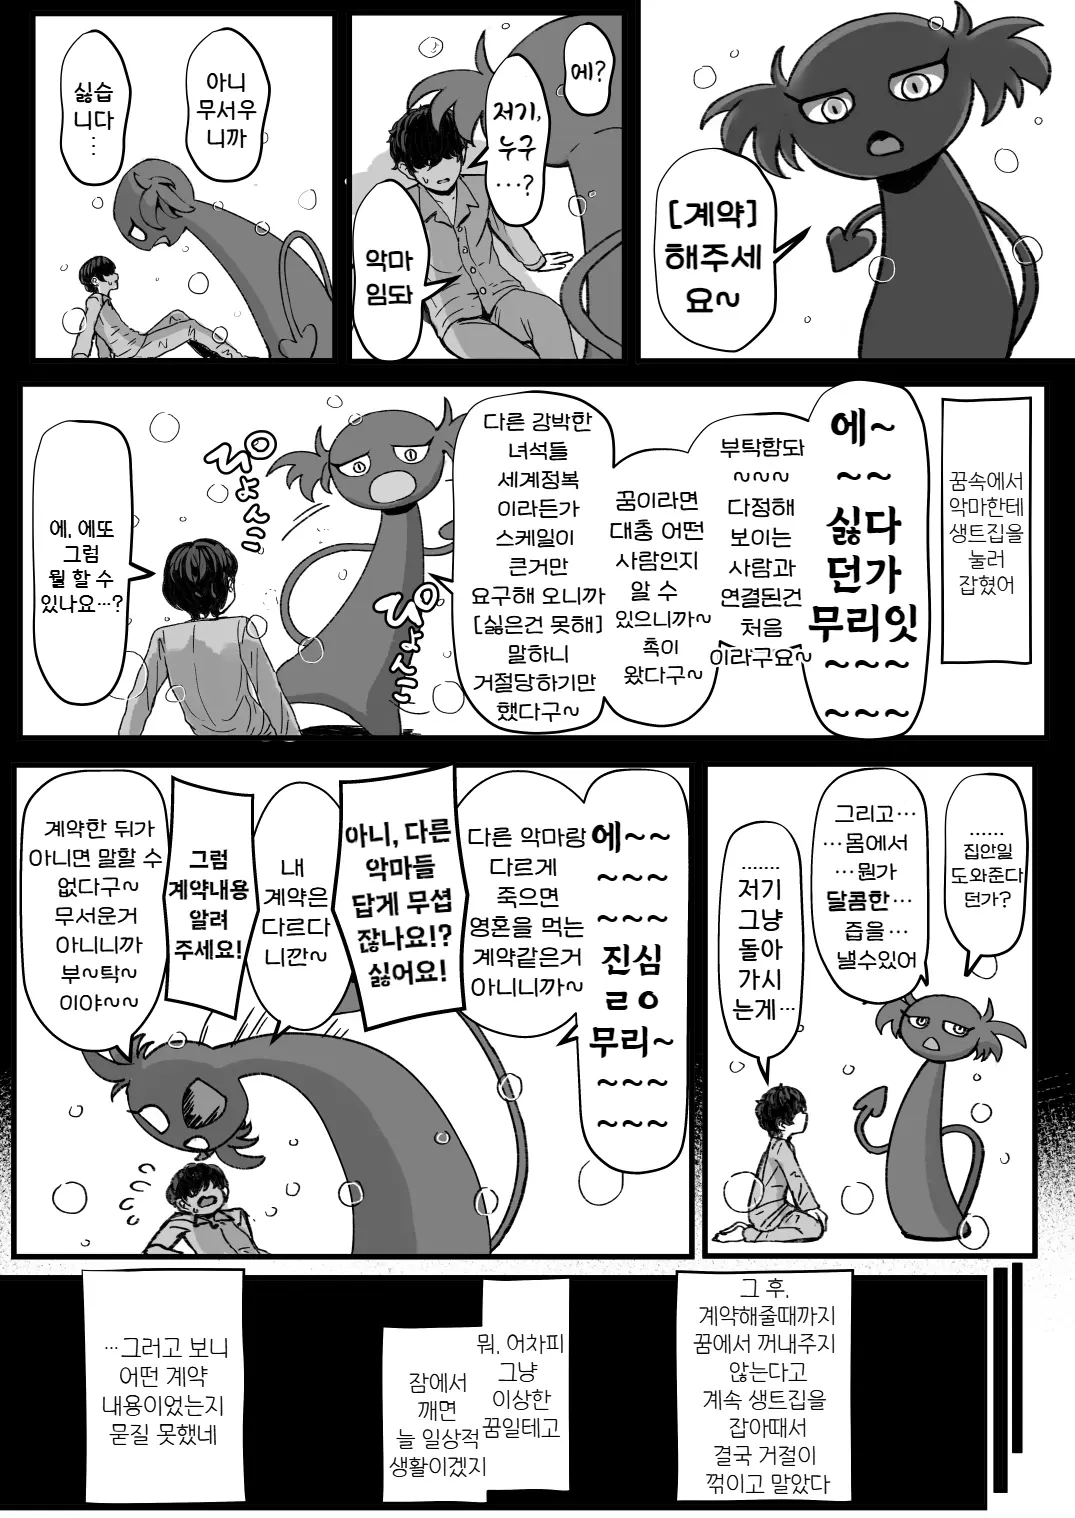 [계약]
해주세
요~
에?
저기,
누구
…?
악마
임돠
아니
무서우
니까
싫습
니다
…
꿈속에서
악마한테
생트집을
눌러
잡혔어
에~
~~
싫다
던가
무리잇
~~~
~~~
부탁함돠
~~~
다정해
보이는
사람과
연결된건
처음
이라구요~
꿈이라면
대충 어떤
사람인지
알 수
있으니까~
촉이
왔다구~
다른 강박한
녀석들
세계정복
이라든가
스케일이
큰거만
요구해 오니까
[싫은건 못해]
말하니
거절당하기만
했다구~
ぴょこ
ぴょこ
에, 에또
그럼
뭘 할 수
있나요…?
……
집안일
도와준다
던가?
그리고…
…몸에서
…뭔가
달콤한…
즙을…
낼수있어
……
저기
그냥
돌아
가시
는게…
에~~
~~~
~~~
진심
ㄹㅇ
무리~
~~~
~~~
다른 악마랑
다르게
죽으면
영혼을 먹는
계약같은거
아니니까~
아니, 다른
악마들
답게 무섭
잖나요!?
싫어요!
내
계약은
다르다
니깐~
그럼
계약내용
알려
주세요!
계약한 뒤가
아니면 말할 수
없다구~
무서운거
아니니까
부~탁~
이야~~
그 후,
계약해줄때까지
꿈에서 꺼내주지
않는다고
계속 생트집을
잡아때서
결국 거절이
꺾이고 말았다
뭐, 어차피
그냥
이상한
꿈일테고
잠에서
깨면
늘 일상적
생활이겠지
…그러고 보니
어떤 계약
내용이었는지
묻질 못했네